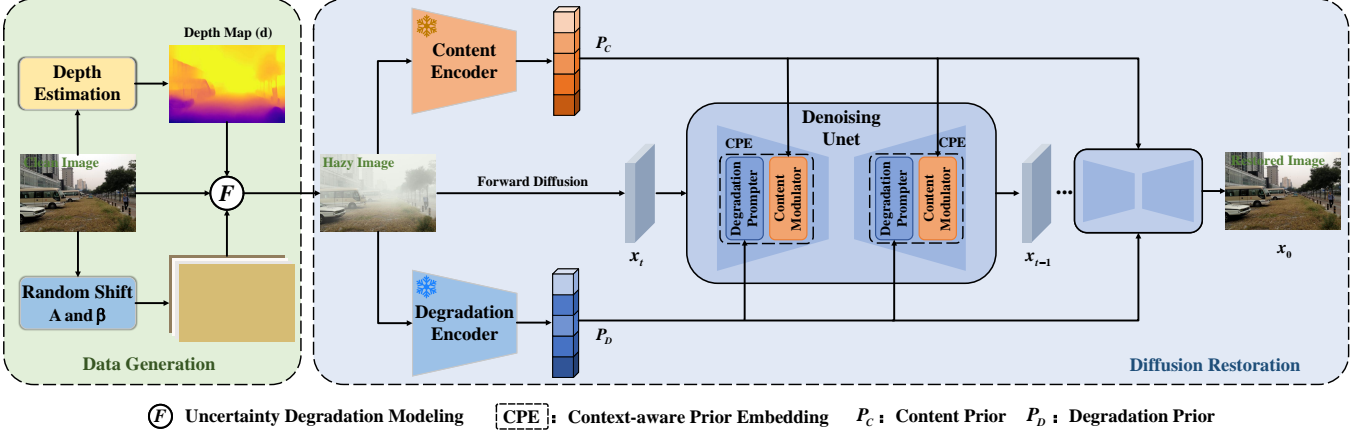 Depth Map (d)
Depth
Estimation
Clean Image
F
Random Shift
A and β
Data Generation
Hazy Image
Content
Encoder
P_C
Forward Diffusion
x_t
Degradation
Encoder
P_D
Denoising
Unet
CPE
Degradation
Prompter
Content
Modulator
CPE
Degradation
Prompter
Content
Modulator
x_{t-1}
...
Restored Image
x_0
Diffusion Restoration
F Uncertainty Degradation Modeling CPE : Context-aware Prior Embedding P_C : Content Prior P_D : Degradation Prior